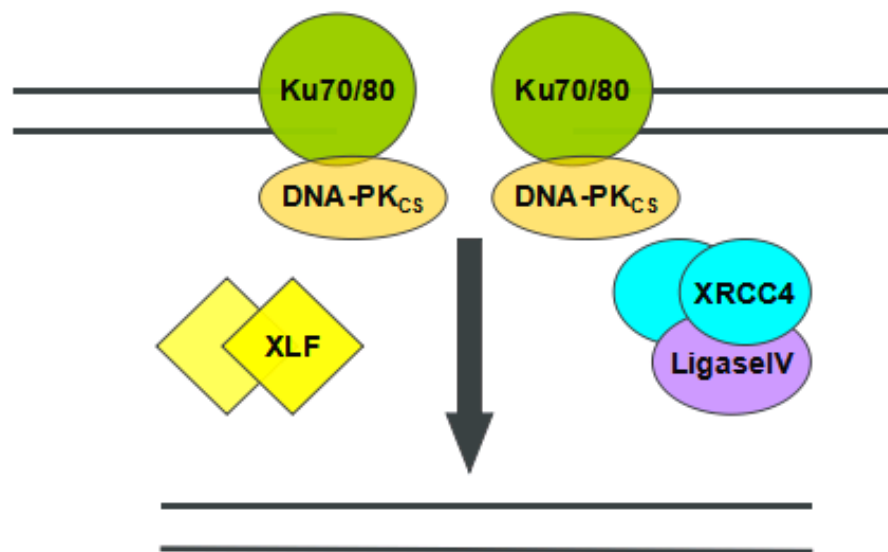 Ku70/80 Ku70/80
DNA-PKCS DNA-PKCS
XRCC4
XLF
LigaseIV